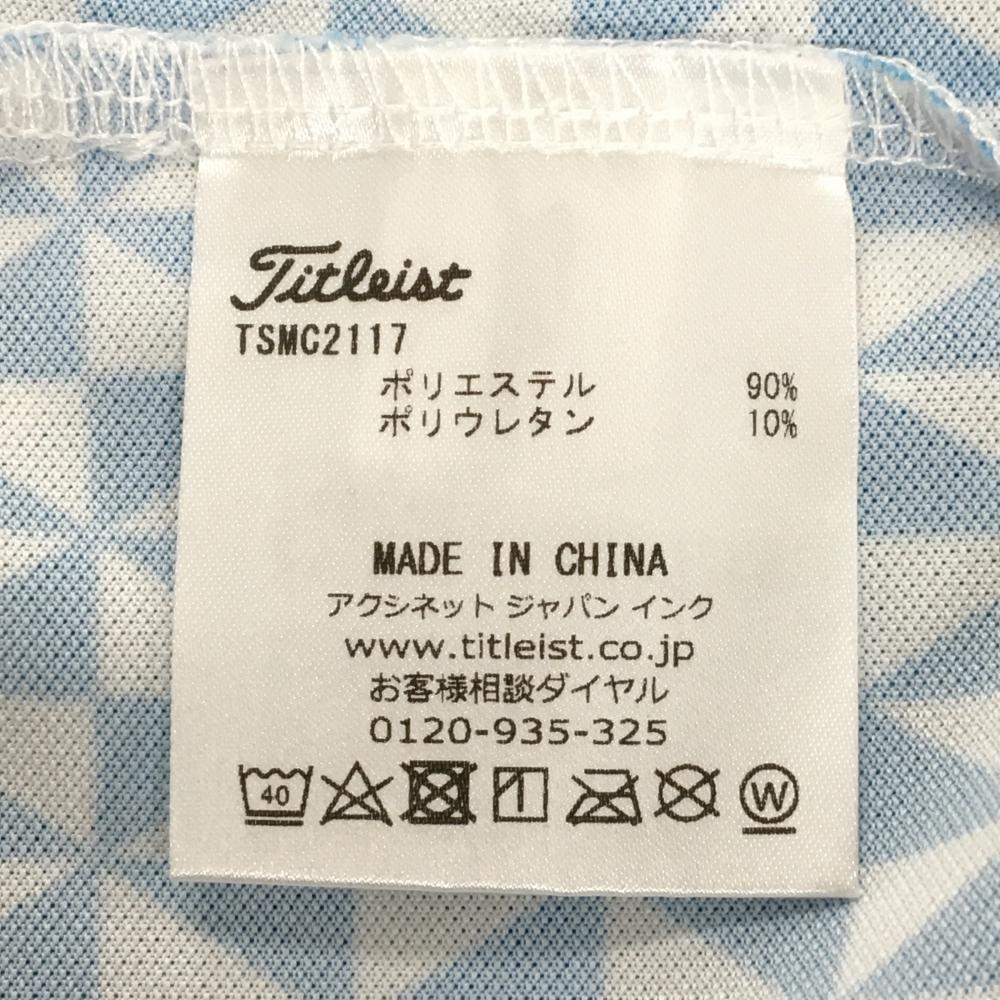 Titleist
TSMC2117
ポリエステル 90%
ポリウレタン 10%
MADE IN CHINA
アクシネット ジャパン インク
www.titleist.co.jp
お客様相談ダイヤル
0120-935-325
40 W